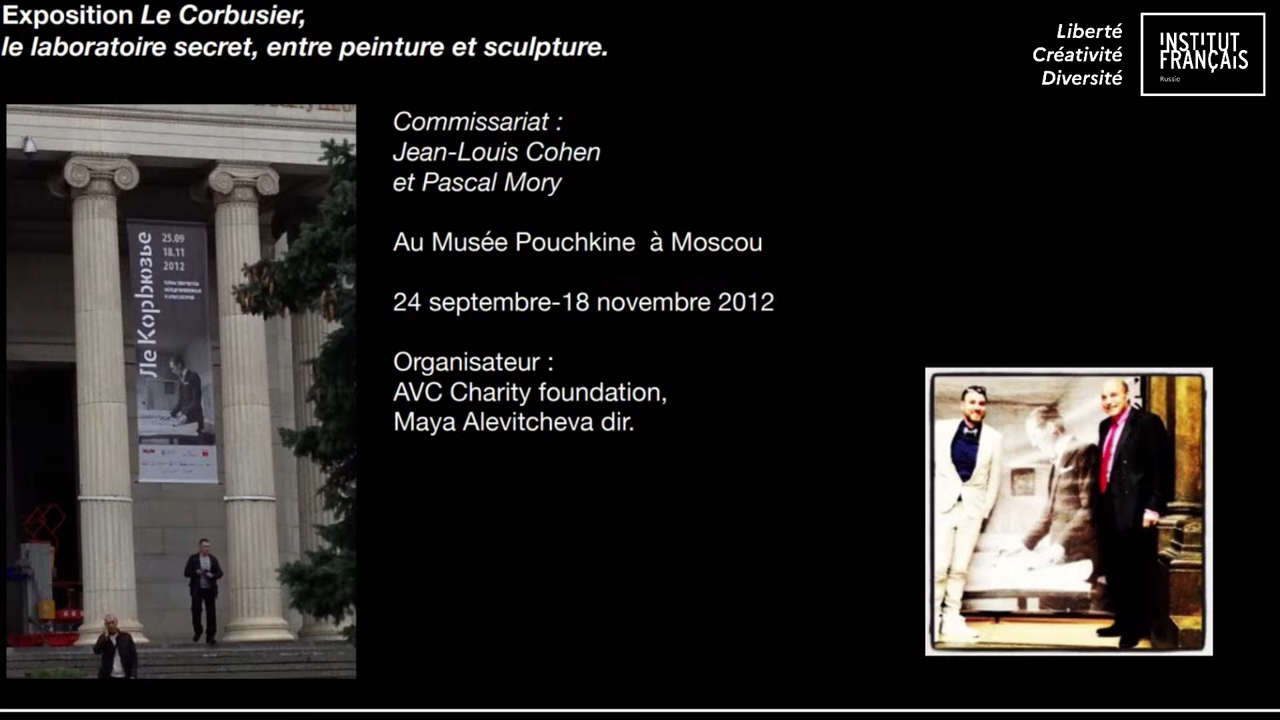 Exposition Le Corbusier,
le laboratoire secret, entre peinture et sculpture.
Liberté
Créativité
Diversité
INSTITUT
FRANÇAIS
Russie
Commissariat :
Jean-Louis Cohen
et Pascal Mory
Au Musée Pouchkine à Moscou
24 septembre-18 novembre 2012
Organisateur :
AVC Charity foundation,
Maya Alevitcheva dir.
Ле Корбюзье
25.09
18.11
2012